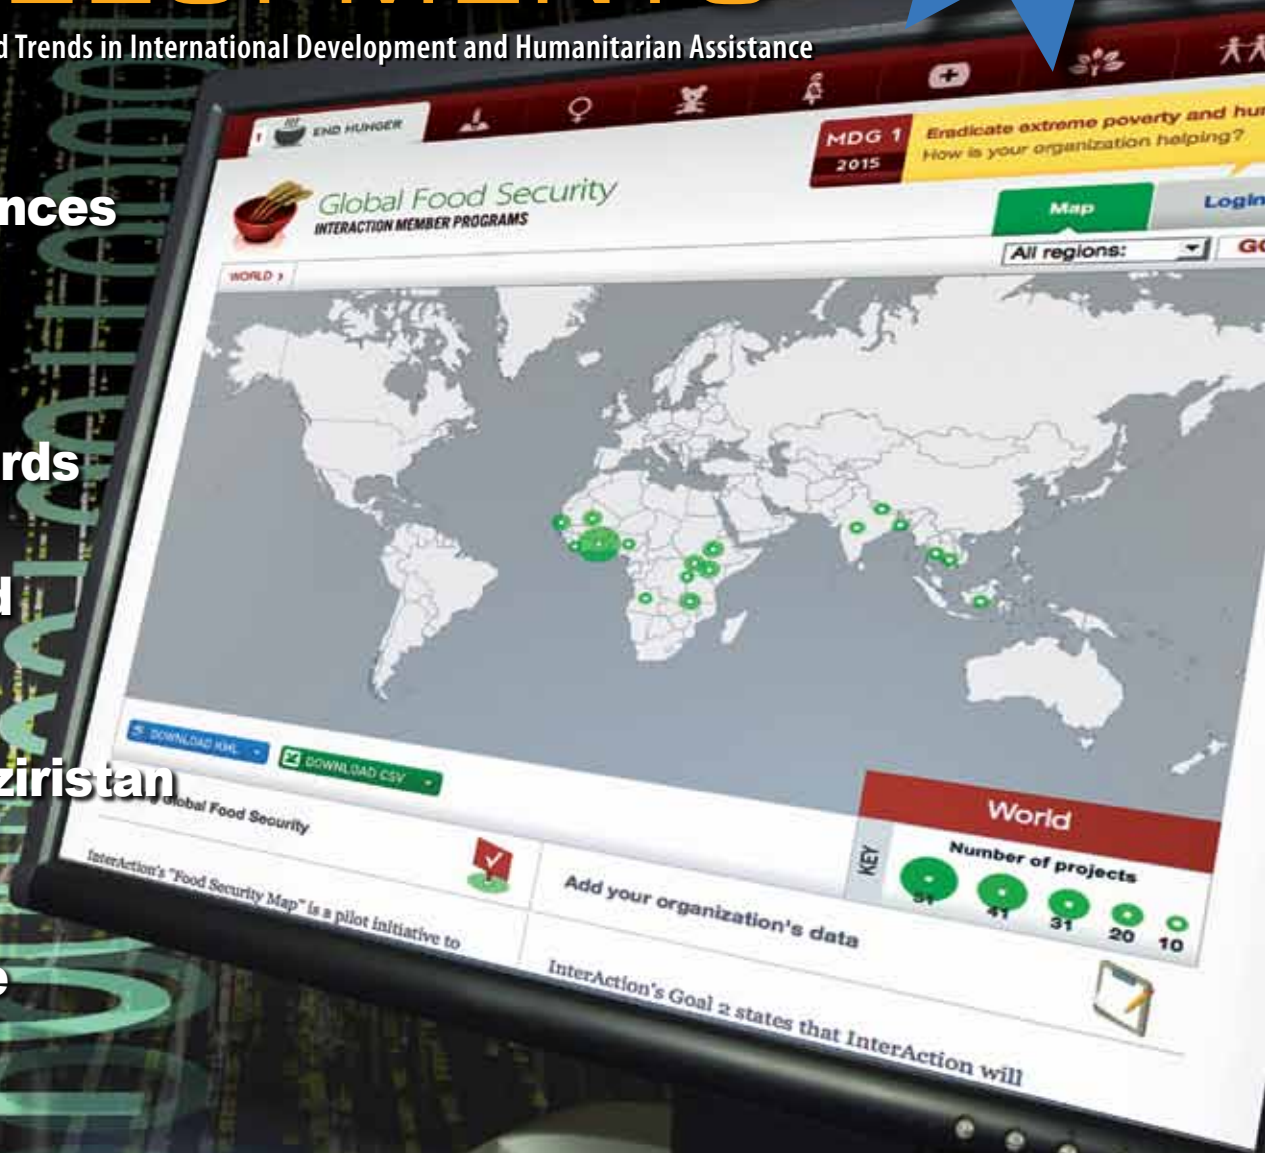 d Trends in International Development and Humanitarian Assistance
nces
rds
d
ziristan
e
1 END HUNGER
MDG 1
2015
Eradicate extreme poverty and hu
How is your organization helping?
Global Food Security
INTERACTION MEMBER PROGRAMS
Map
Login
All regions:
GO
WORLD >
DOWNLOAD KML
DOWNLOAD CSV
Global Food Security
InterAction's "Food Security Map" is a pilot initiative to
Add your organization's data
InterAction's Goal 2 states that InterAction will
World
KEY
Number of projects
51 41 31 20 10